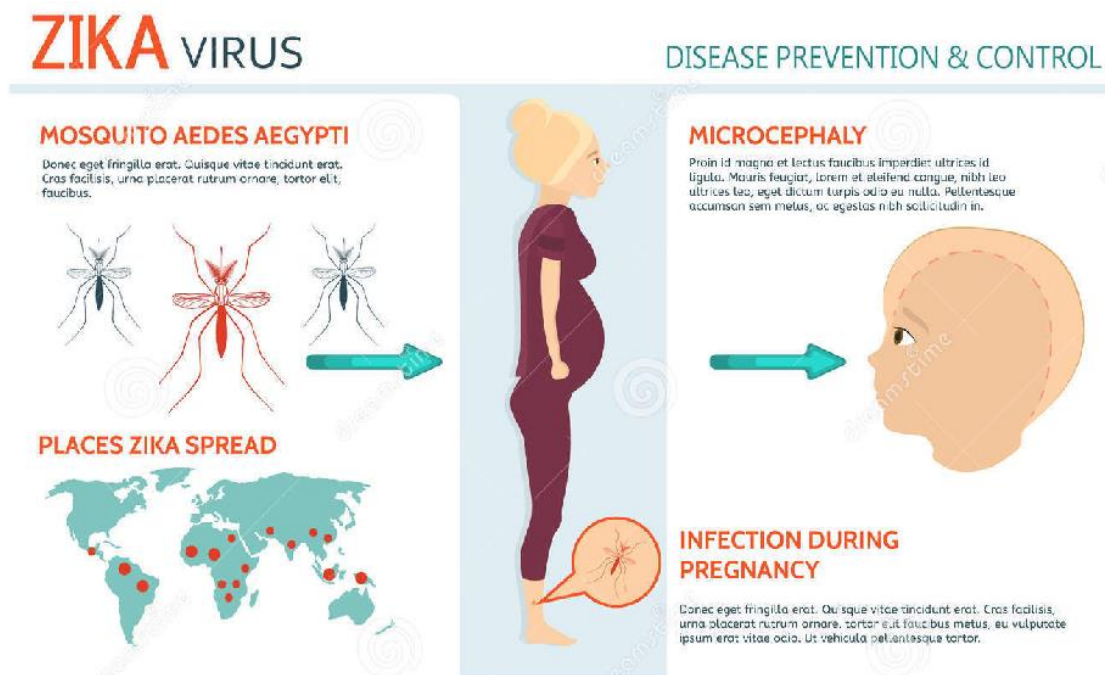 ZIKA VIRUS
DISEASE PREVENTION & CONTROL
MOSQUITO AEDES AEGYPTI
Donec eget fringilla erat. Quisque vitae tincidunt erat.
Cras facilisis, urna placerat rutrum ornare, tortor elit,
faucibus.
PLACES ZIKA SPREAD
MICROCEPHALY
Proin id magna et lectus faucibus imperdiet ultrices id
ligula. Mauris feugiat, lorem et eleifend congue, nibh leo
ultrices leo, eget dictum turpis odio eu nulla. Pellentesque
accumsan sem metus, ac egestas nibh sollicitudin in.
INFECTION DURING
PREGNANCY
Donec eget fringilla erat. Quisque vitae tincidunt erat. Cras facilisis,
urna placerat rutrum ornare, tortor elit faucibus metus, eu vulputate
ipsum erat vitae odio. Ut vehicula pellentesque tortor.
dreamstime